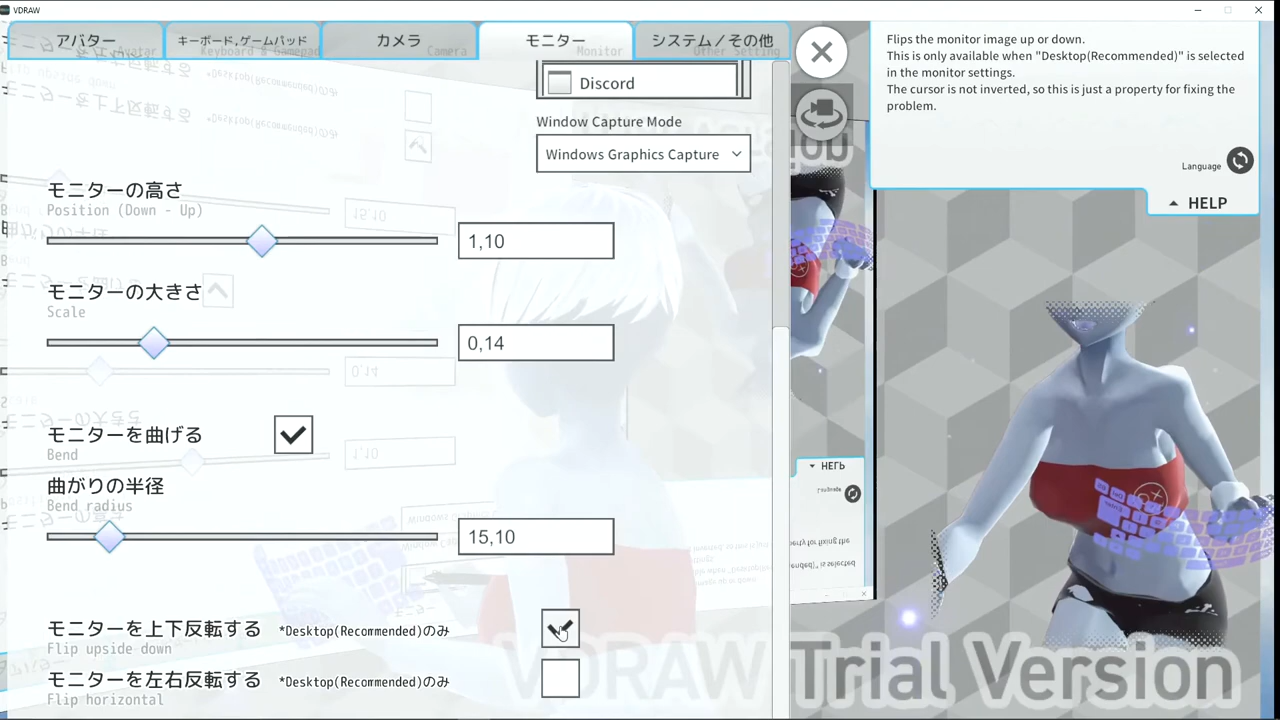 VDRAW
アバター
Avatar
キーボード,ゲームパッド
Keyboard & Gamepad
カメラ
Camera
モニター
Monitor
システム／その他
Other Setting
Discord
Window Capture Mode
Windows Graphics Capture
モニターの高さ
Position (Down - Up)
1,10
モニターの大きさ
Scale
0,14
モニターを曲げる
Bend
曲がりの半径
Bend radius
15,10
モニターを上下反転する *Desktop(Recommended)のみ
Flip upside down
モニターを左右反転する *Desktop(Recommended)のみ
Flip horizontal
Flips the monitor image up or down.
This is only available when "Desktop(Recommended)" is selected
in the monitor settings.
The cursor is not inverted, so this is just a property for fixing the
problem.
Language
HELP
VDRAW Trial Version